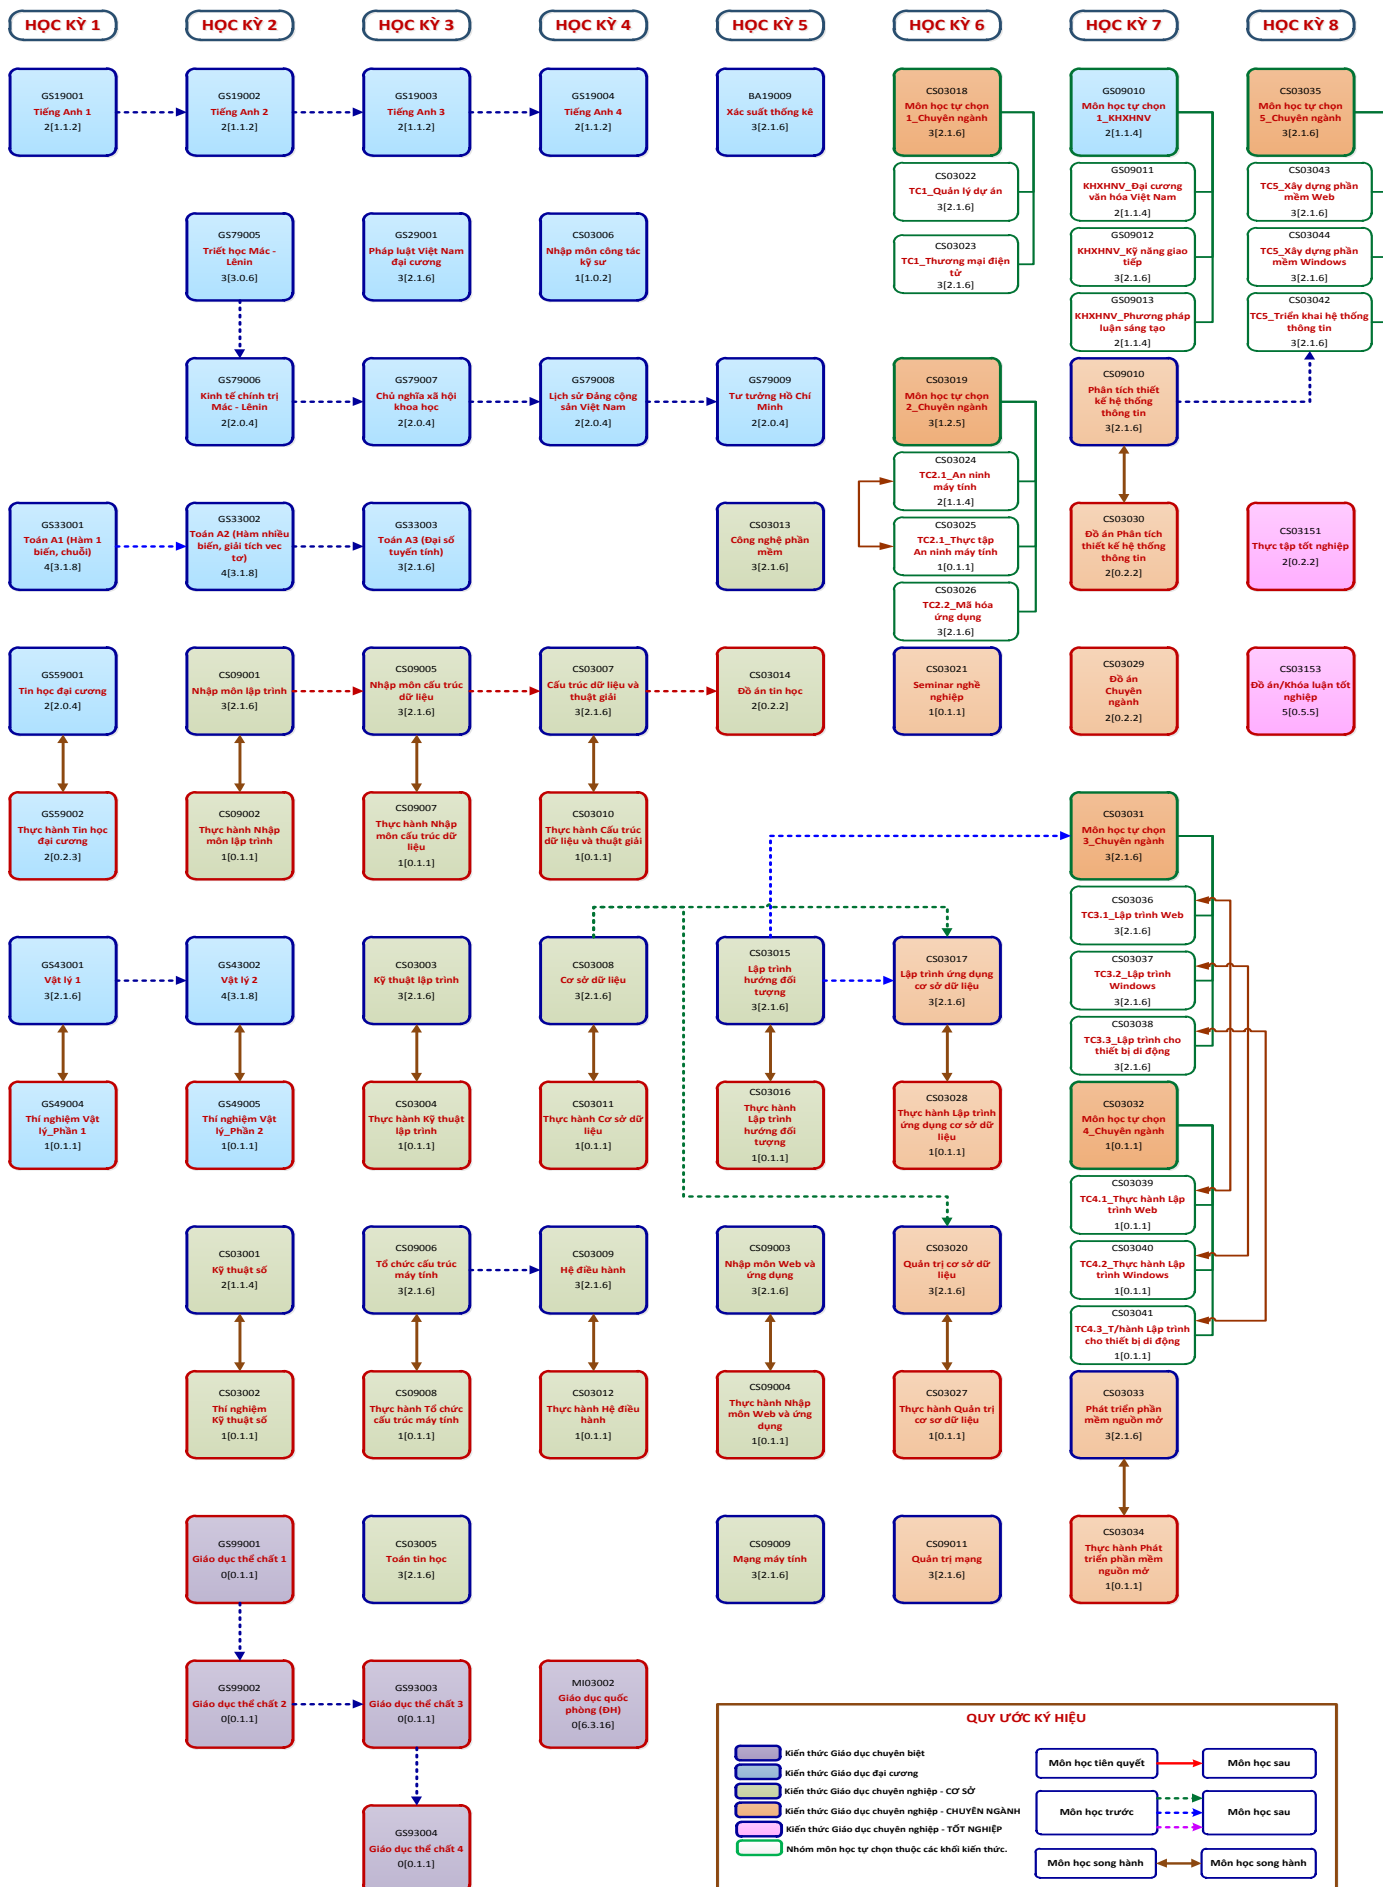 HỌC KỲ 1
HỌC KỲ 2
HỌC KỲ 3
HỌC KỲ 4
HỌC KỲ 5
HỌC KỲ 6
HỌC KỲ 7
HỌC KỲ 8
GS19001
Tiếng Anh 1
2[1.1.2]
GS19002
Tiếng Anh 2
2[1.1.2]
GS19003
Tiếng Anh 3
2[1.1.2]
GS19004
Tiếng Anh 4
2[1.1.2]
BA19009
Xác suất thống kê
3[2.1.6]
CS03018
Môn học tự chọn
1_Chuyên ngành
3[2.1.6]
GS09010
Môn học tự chọn
1_KHXHNV
2[1.1.4]
CS03035
Môn học tự chọn
5_Chuyên ngành
3[2.1.6]
CS03022
TC1_Quản lý dự án
3[2.1.6]
GS09011
KHXHNV_Đại cương
văn hóa Việt Nam
2[1.1.4]
CS03043
TC5_Xây dựng phần
mềm Web
3[2.1.6]
GS79005
Triết học Mác -
Lênin
3[3.0.6]
GS29001
Pháp luật Việt Nam
đại cương
3[2.1.6]
CS03006
Nhập môn công tác
kỹ sư
1[1.0.2]
CS03023
TC1_Thương mại điện
tử
3[2.1.6]
GS09012
KHXHNV_Kỹ năng giao
tiếp
3[2.1.6]
CS03044
TC5_Xây dựng phần
mềm Windows
3[2.1.6]
GS09013
KHXHNV_Phương pháp
luận sáng tạo
2[1.1.4]
CS03042
TC5_Triển khai hệ thống
thông tin
3[2.1.6]
GS79006
Kinh tế chính trị
Mác - Lênin
2[2.0.4]
GS79007
Chủ nghĩa xã hội
khoa học
2[2.0.4]
GS79008
Lịch sử Đảng cộng
sản Việt Nam
2[2.0.4]
GS79009
Tư tưởng Hồ Chí
Minh
2[2.0.4]
CS03019
Môn học tự chọn
2_Chuyên ngành
3[1.2.5]
CS09010
Phân tích thiết
kế hệ thống
thông tin
3[2.1.6]
CS03024
TC2.1_An ninh
máy tính
2[1.1.4]
GS33001
Toán A1 (Hàm 1
biến, chuỗi)
4[3.1.8]
GS33002
Toán A2 (Hàm nhiều
biến, giải tích vec
tơ)
4[3.1.8]
GS33003
Toán A3 (Đại số
tuyến tính)
3[2.1.6]
CS03013
Công nghệ phần
mềm
3[2.1.6]
CS03025
TC2.1_Thực tập
An ninh máy tính
1[0.1.1]
CS03030
Đồ án Phân tích
thiết kế hệ thống
thông tin
2[0.2.2]
CS03151
Thực tập tốt nghiệp
2[0.2.2]
CS03026
TC2.2_Mã hóa
ứng dụng
3[2.1.6]
GS59001
Tin học đại cương
2[2.0.4]
CS09001
Nhập môn lập trình
3[2.1.6]
CS09005
Nhập môn cấu trúc
dữ liệu
3[2.1.6]
CS03007
Cấu trúc dữ liệu và
thuật giải
3[2.1.6]
CS03014
Đồ án tin học
2[0.2.2]
CS03021
Seminar nghề
nghiệp
1[0.1.1]
CS03029
Đồ án
Chuyên
ngành
2[0.2.2]
CS03153
Đồ án/Khóa luận tốt
nghiệp
5[0.5.5]
GS59002
Thực hành Tin học
đại cương
2[0.2.3]
CS09002
Thực hành Nhập
môn lập trình
1[0.1.1]
CS09007
Thực hành Nhập
môn cấu trúc dữ
liệu
1[0.1.1]
CS03010
Thực hành Cấu trúc
dữ liệu và thuật giải
1[0.1.1]
CS03031
Môn học tự chọn
3_Chuyên ngành
3[2.1.6]
CS03036
TC3.1_Lập trình Web
3[2.1.6]
GS43001
Vật lý 1
3[2.1.6]
GS43002
Vật lý 2
4[3.1.8]
CS03003
Kỹ thuật lập trình
3[2.1.6]
CS03008
Cơ sở dữ liệu
3[2.1.6]
CS03015
Lập trình
hướng đối
tượng
3[2.1.6]
CS03017
Lập trình ứng dụng
cơ sở dữ liệu
3[2.1.6]
CS03037
TC3.2_Lập trình
Windows
3[2.1.6]
CS03038
TC3.3_Lập trình cho
thiết bị di động
3[2.1.6]
GS49004
Thí nghiệm Vật
lý_Phần 1
1[0.1.1]
GS49005
Thí nghiệm Vật
lý_Phần 2
1[0.1.1]
CS03004
Thực hành Kỹ thuật
lập trình
1[0.1.1]
CS03011
Thực hành Cơ sở dữ
liệu
1[0.1.1]
CS03016
Thực hành
Lập trình
hướng đối
tượng
1[0.1.1]
CS03028
Thực hành Lập trình
ứng dụng cơ sở dữ
liệu
1[0.1.1]
CS03032
Môn học tự chọn
4_Chuyên ngành
1[0.1.1]
CS03039
TC4.1_Thực hành Lập
trình Web
1[0.1.1]
CS03001
Kỹ thuật số
2[1.1.4]
CS09006
Tổ chức cấu trúc
máy tính
3[2.1.6]
CS03009
Hệ điều hành
3[2.1.6]
CS09003
Nhập môn Web và
ứng dụng
3[2.1.6]
CS03020
Quản trị cơ sở dữ
liệu
3[2.1.6]
CS03040
TC4.2_Thực hành Lập
trình Windows
1[0.1.1]
CS03041
TC4.3_T/hành Lập trình
cho thiết bị di động
1[0.1.1]
CS03002
Thí nghiệm
Kỹ thuật số
1[0.1.1]
CS09008
Thực hành Tổ chức
cấu trúc máy tính
1[0.1.1]
CS03012
Thực hành Hệ điều
hành
1[0.1.1]
CS09004
Thực hành Nhập
môn Web và ứng
dụng
1[0.1.1]
CS03027
Thực hành Quản trị
cơ sơ dữ liệu
1[0.1.1]
CS03033
Phát triển phần
mềm nguồn mở
3[2.1.6]
GS99001
Giáo dục thể chất 1
0[0.1.1]
CS03005
Toán tin học
3[2.1.6]
CS09009
Mạng máy tính
3[2.1.6]
CS09011
Quản trị mạng
3[2.1.6]
CS03034
Thực hành Phát
triển phần mềm
nguồn mở
1[0.1.1]
GS99002
Giáo dục thể chất 2
0[0.1.1]
GS93003
Giáo dục thể chất 3
0[0.1.1]
MI03002
Giáo dục quốc
phòng (ĐH)
0[6.3.16]
GS93004
Giáo dục thể chất 4
0[0.1.1]
QUY ƯỚC KÝ HIỆU
Kiến thức Giáo dục chuyên biệt
Kiến thức Giáo dục đại cương
Kiến thức Giáo dục chuyên nghiệp - CƠ SỞ
Kiến thức Giáo dục chuyên nghiệp - CHUYÊN NGÀNH
Kiến thức Giáo dục chuyên nghiệp - TỐT NGHIỆP
Nhóm môn học tự chọn thuộc các khối kiến thức.
Môn học tiên quyết
Môn học sau
Môn học trước
Môn học sau
Môn học song hành
Môn học song hành